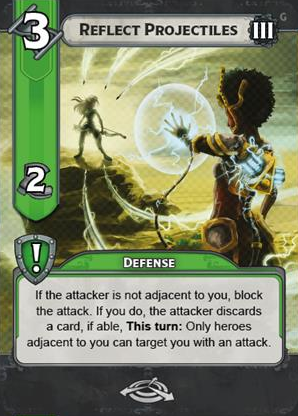 3
REFLECT PROJECTILES
III
G
2
!
DEFENSE
If the attacker is not adjacent to you, block
the attack. If you do, the attacker discards
a card, if able, This turn: Only heroes
adjacent to you can target you with an attack.